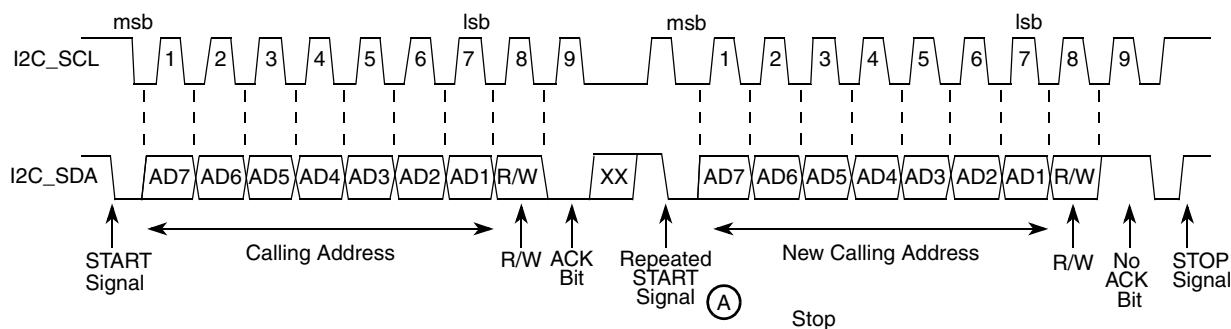 msb lsb msb lsb
I2C_SCL 1 2 3 4 5 6 7 8 9 1 2 3 4 5 6 7 8 9
I2C_SDA AD7 AD6 AD5 AD4 AD3 AD2 AD1 R/W XX AD7 AD6 AD5 AD4 AD3 AD2 AD1 R/W
START
Signal
Calling Address
R/W
ACK
Bit
Repeated
START
Signal
A
New Calling Address
R/W
No
ACK
Bit
STOP
Signal
Stop